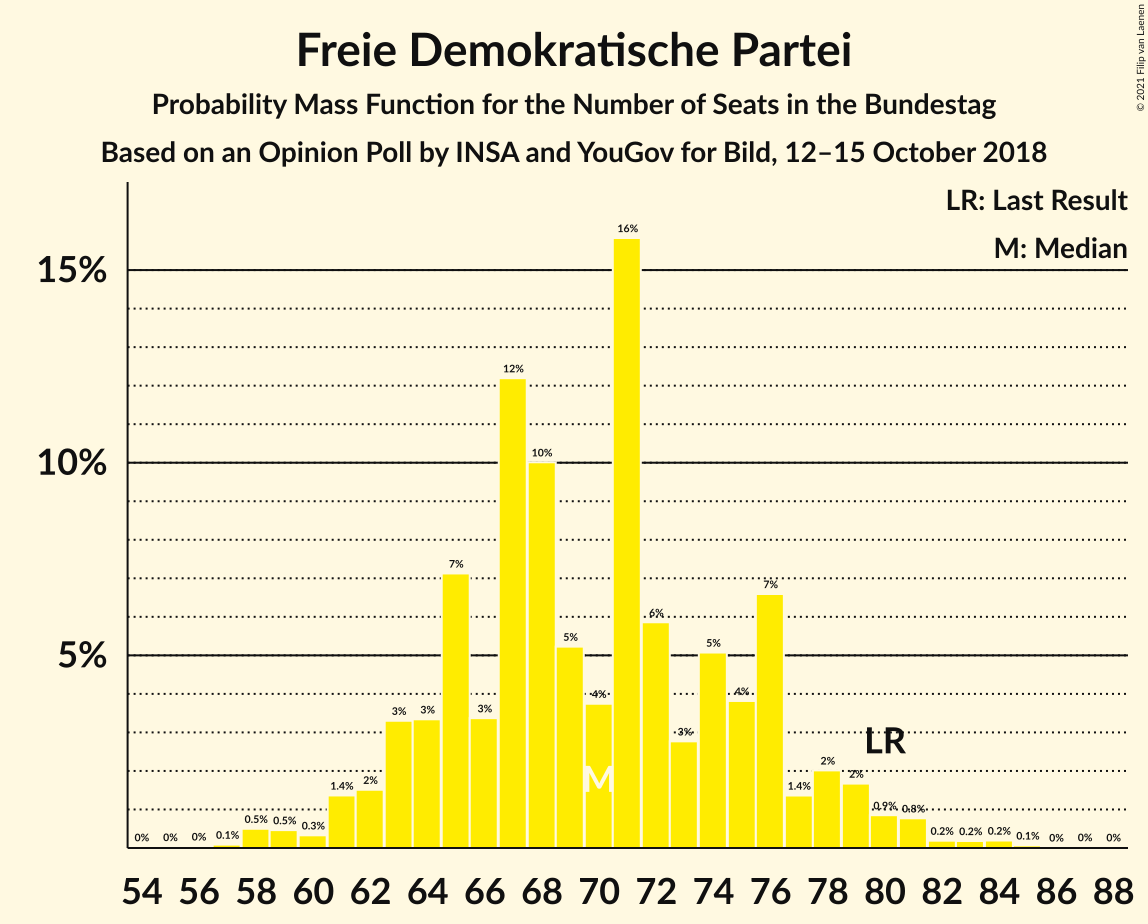 © 2021 Filip van Laenen
Freie Demokratische Partei
Probability Mass Function for the Number of Seats in the Bundestag
Based on an Opinion Poll by INSA and YouGov for Bild, 12–15 October 2018
LR: Last Result
M: Median
15%
10%
5%
0% 0% 0% 0.1% 0.5% 0.5% 0.3% 1.4% 2% 3% 3% 7% 3% 12% 10% 5% 4% 16% 6% 3% 5% 4% 7% 1.4% 2% 2% 0.9% 0.8% 0.2% 0.2% 0.2% 0.1% 0% 0% 0%
LR
M
54 56 58 60 62 64 66 68 70 72 74 76 78 80 82 84 86 88